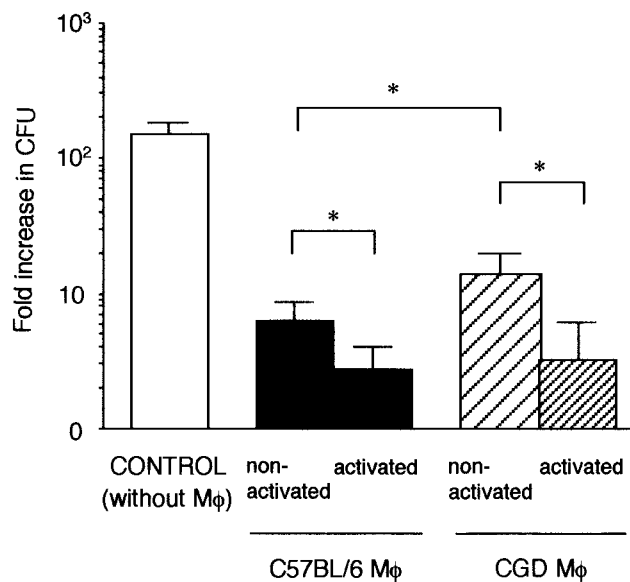 Fold increase in CFU
10³
10²
10
0
*
*
*
CONTROL
(without Mϕ)
non-
activated
activated
non-
activated
activated
C57BL/6 Mϕ
CGD Mϕ